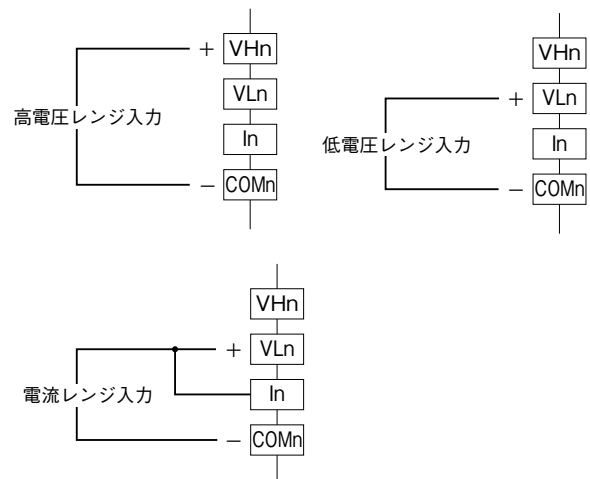 + VHn
VLn
高電圧レンジ入力
In
− COMn
VHn
+ VLn
低電圧レンジ入力
In
− COMn
VHn
+ VLn
電流レンジ入力
In
− COMn